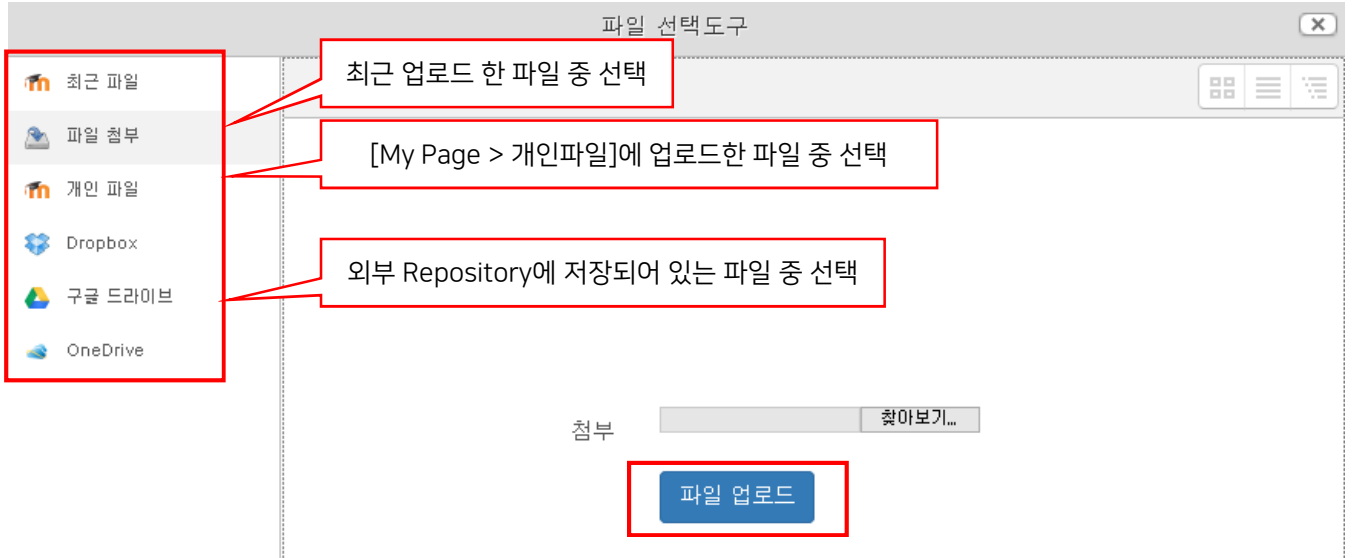 파일 선택도구
최근 파일
파일 첨부
개인 파일
Dropbox
구글 드라이브
OneDrive
최근 업로드 한 파일 중 선택
[My Page > 개인파일]에 업로드한 파일 중 선택
외부 Repository에 저장되어 있는 파일 중 선택
첨부
찾아보기...
파일 업로드